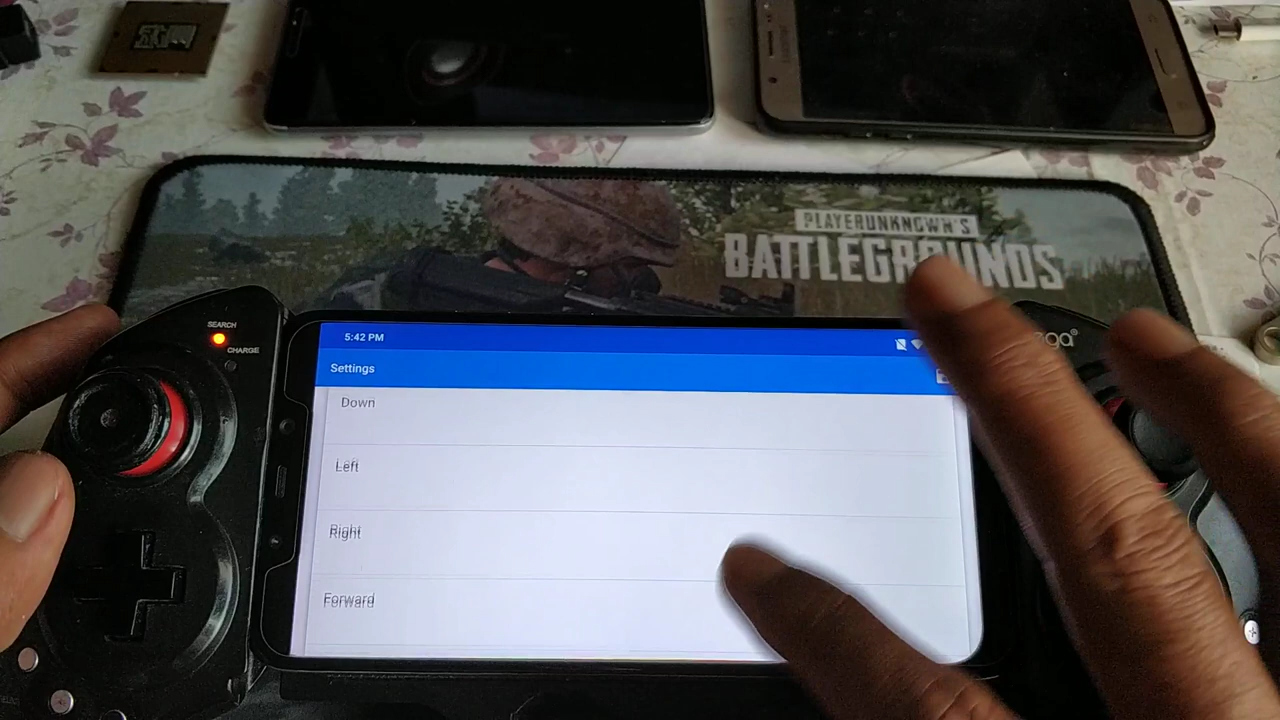 PLAYERUNKNOWN'S
BATTLEGROUNDS
SEARCH
CHARGE
5:42 PM
Settings
Down
Left
Right
Forward